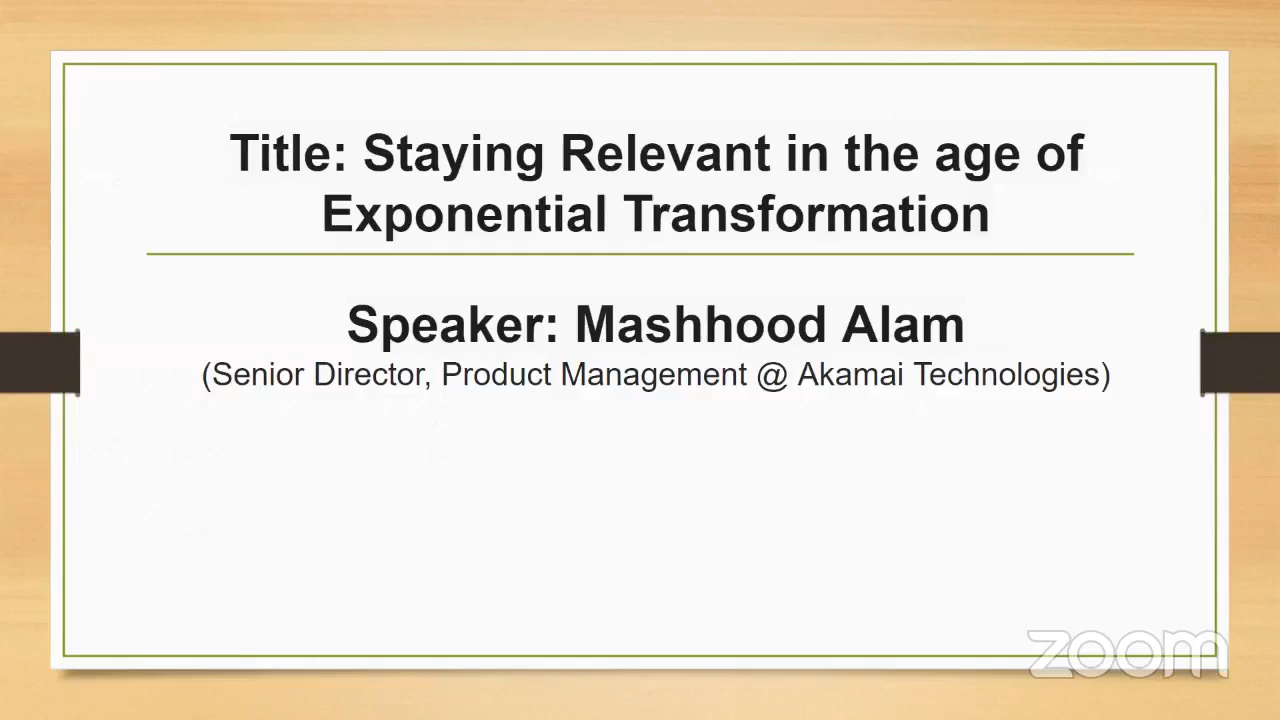 Title: Staying Relevant in the age of
Exponential Transformation
Speaker: Mashhood Alam
(Senior Director, Product Management @ Akamai Technologies)
zoom